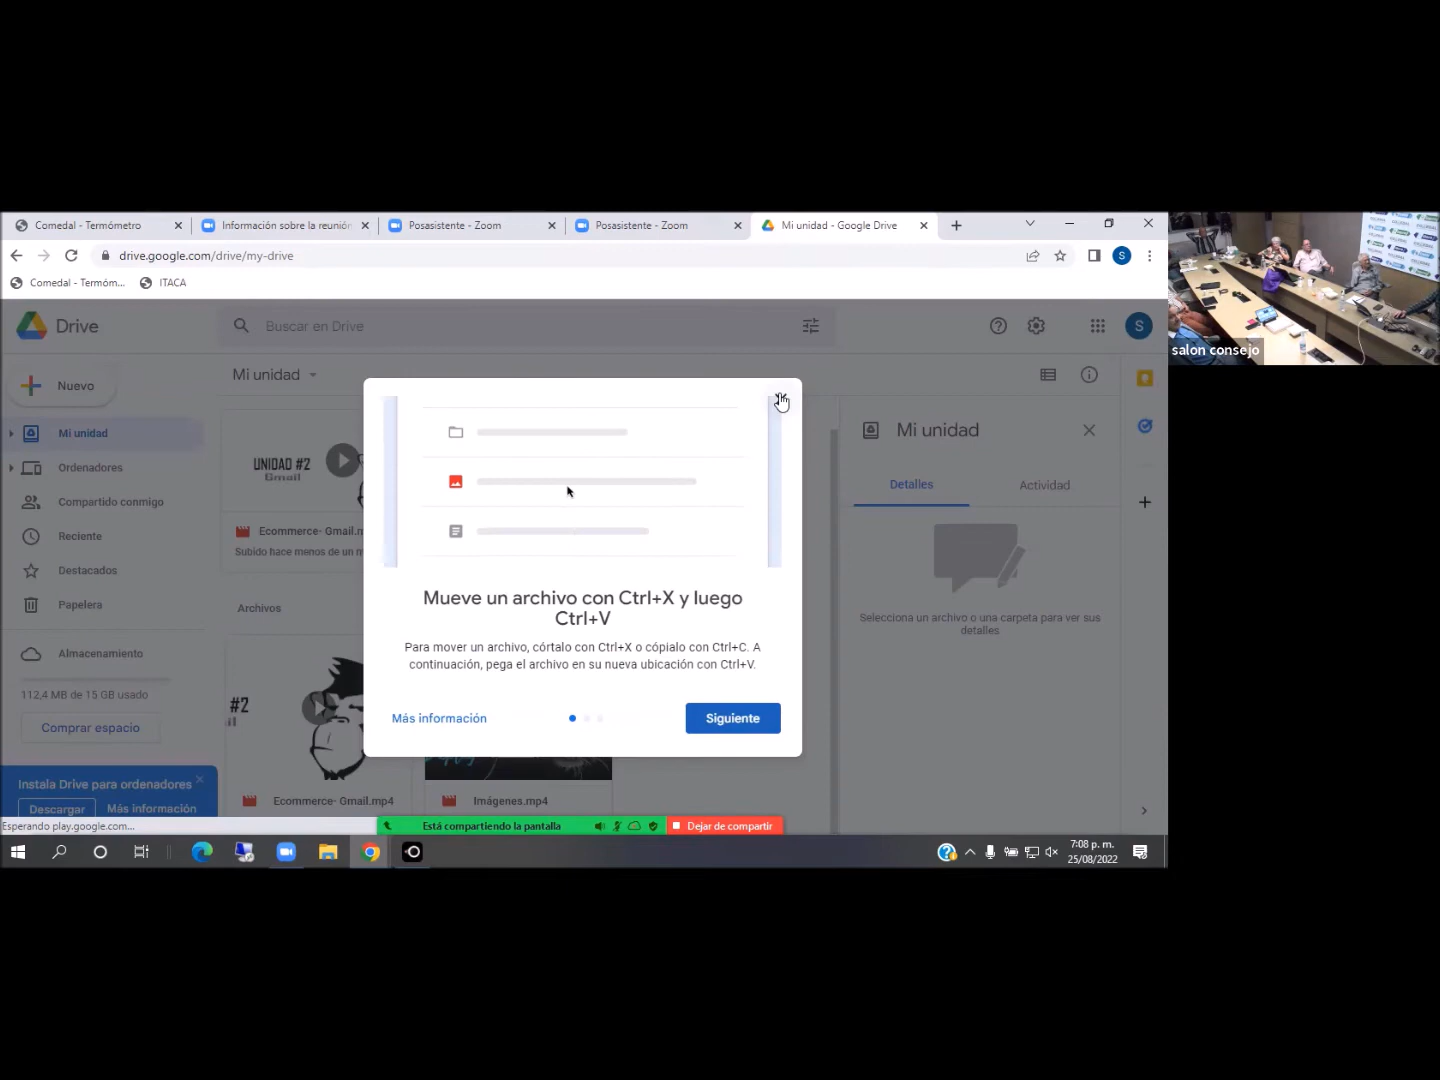 Comedal - Termómetro
Información sobre la reunión
Posasistente - Zoom
Posasistente - Zoom
Mi unidad - Google Drive
drive.google.com/drive/my-drive
S
Comedal - Termóm...
ITACA
Drive
Buscar en Drive
S
Nuevo
Mi unidad
Mi unidad
Ordenadores
Compartido conmigo
Reciente
Destacados
Papelera
Almacenamiento
112,4 MB de 15 GB usado
Comprar espacio
Instala Drive para ordenadores
Descargar
Más información
Esperando play.google.com...
UNIDAD #2
Gmail
Ecommerce- Gmail.m
Subido hace menos de un m
Archivos
#2
il
Ecommerce- Gmail.mp4
Imágenes.mp4
Mueve un archivo con Ctrl+X y luego
Ctrl+V
Para mover un archivo, córtalo con Ctrl+X o cópialo con Ctrl+C. A
continuación, pega el archivo en su nueva ubicación con Ctrl+V.
Más información
Siguiente
Mi unidad
Detalles
Actividad
Selecciona un archivo o una carpeta para ver sus
detalles
Está compartiendo la pantalla
Dejar de compartir
7:08 p. m.
25/08/2022
salon consejo